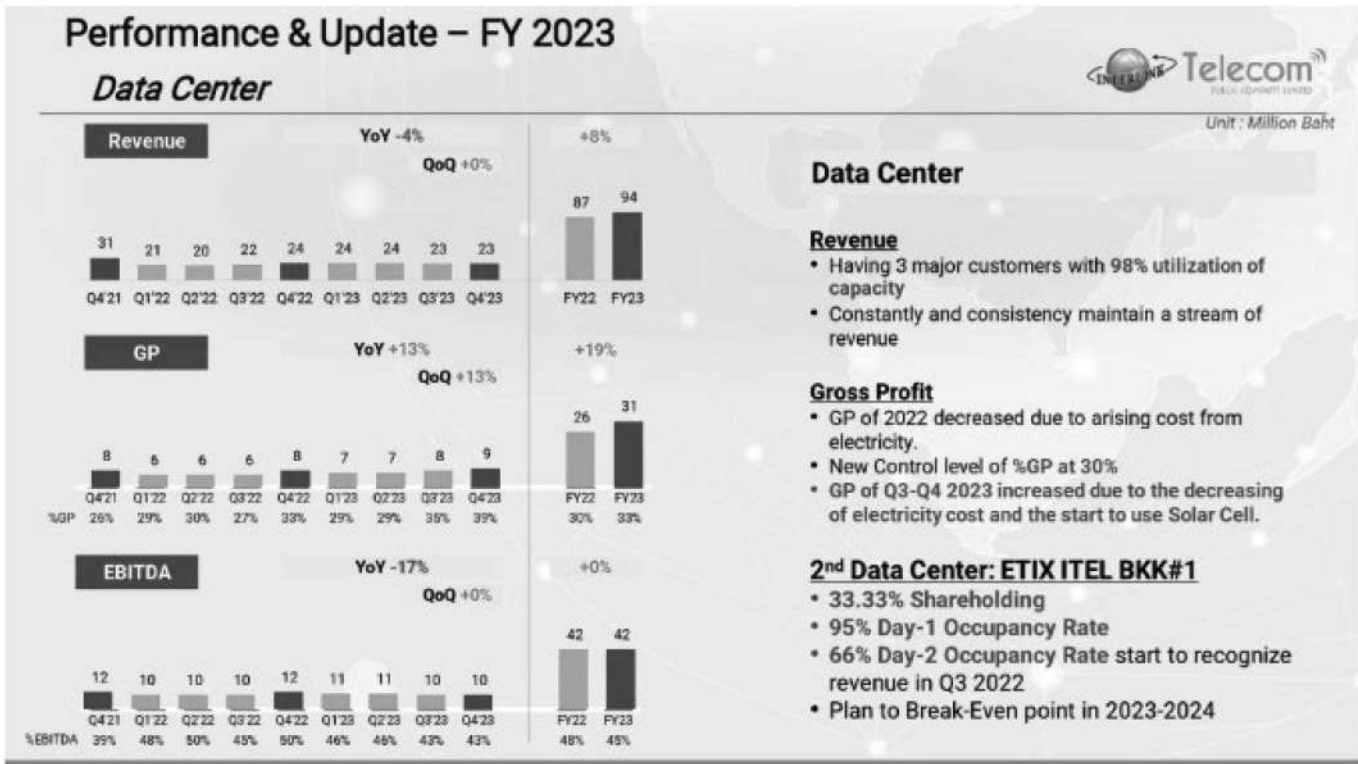 Performance & Update – FY 2023
Data Center
INTERLINK Telecom
PUBLIC COMPANY LIMITED
Unit : Million Baht
Revenue
YoY -4%
+8%
QoQ +0%
31 21 20 22 24 24 24 23 23 87 94
Q4'21 Q1'22 Q2'22 Q3'22 Q4'22 Q1'23 Q2'23 Q3'23 Q4'23 FY22 FY23
GP
YoY +13%
+19%
QoQ +13%
8 6 6 6 8 7 7 8 9 26 31
Q4'21 Q1'22 Q2'22 Q3'22 Q4'22 Q1'23 Q2'23 Q3'23 Q4'23 FY22 FY23
%GP 26% 29% 30% 27% 33% 29% 29% 35% 39% 30% 33%
EBITDA
YoY -17%
+0%
QoQ +0%
12 10 10 10 12 11 11 10 10 42 42
Q4'21 Q1'22 Q2'22 Q3'22 Q4'22 Q1'23 Q2'23 Q3'23 Q4'23 FY22 FY23
%EBITDA 39% 48% 50% 45% 50% 46% 46% 43% 43% 48% 45%
Data Center
Revenue
• Having 3 major customers with 98% utilization of
capacity
• Constantly and consistency maintain a stream of
revenue
Gross Profit
• GP of 2022 decreased due to arising cost from
electricity.
• New Control level of %GP at 30%
• GP of Q3-Q4 2023 increased due to the decreasing
of electricity cost and the start to use Solar Cell.
2nd Data Center: ETIX ITEL BKK#1
• 33.33% Shareholding
• 95% Day-1 Occupancy Rate
• 66% Day-2 Occupancy Rate start to recognize
revenue in Q3 2022
• Plan to Break-Even point in 2023-2024